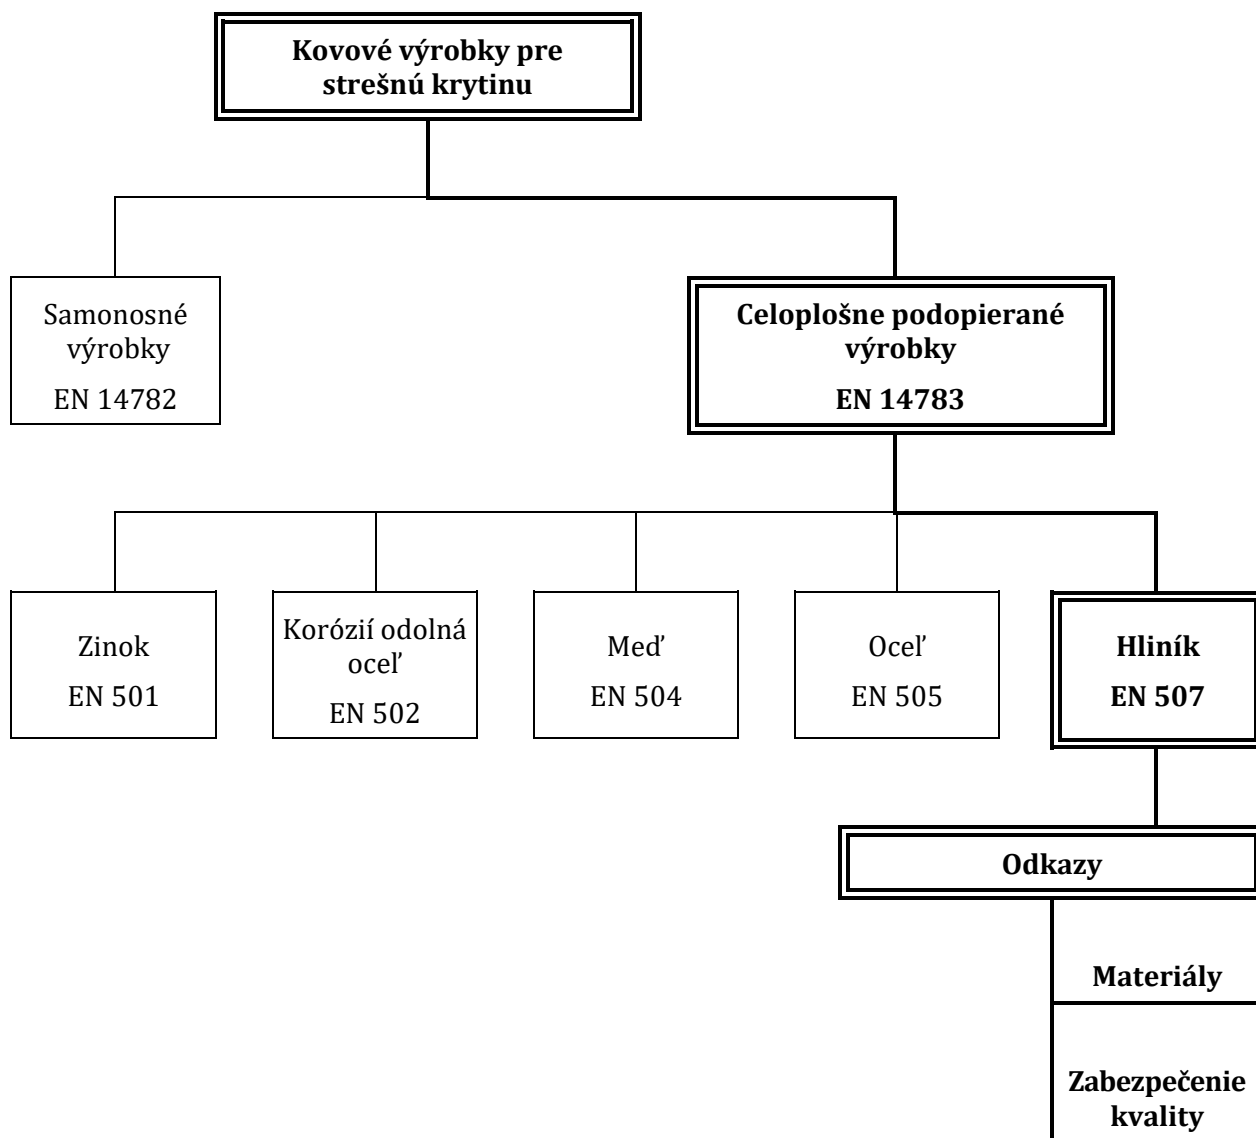 Kovové výrobky pre
strešnú krytinu
Samonosné
výrobky
EN 14782
Celoplošne podopierané
výrobky
EN 14783
Zinok
EN 501
Korózií odolná
oceľ
EN 502
Meď
EN 504
Oceľ
EN 505
Hliník
EN 507
Odkazy
Materiály
Zabezpečenie
kvality